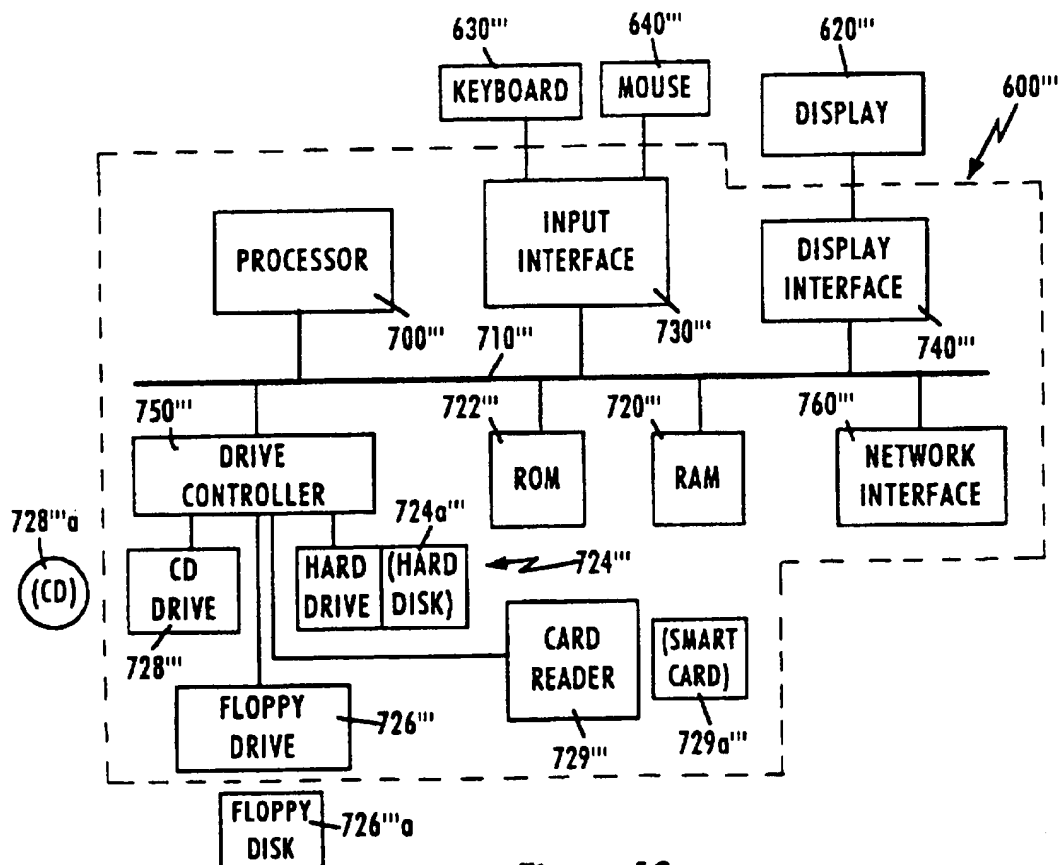 630'''
640'''
620'''
600'''
KEYBOARD
MOUSE
DISPLAY
PROCESSOR
INPUT
INTERFACE
DISPLAY
INTERFACE
700'''
710'''
730'''
740'''
750'''
722'''
720'''
760'''
DRIVE
CONTROLLER
ROM
RAM
NETWORK
INTERFACE
728'''a
724a'''
(CD)
CD
DRIVE
HARD
DRIVE
(HARD
DISK)
724'''
728'''
CARD
READER
(SMART
CARD)
FLOPPY
DRIVE
726'''
729'''
729a'''
FLOPPY
DISK
726'''a